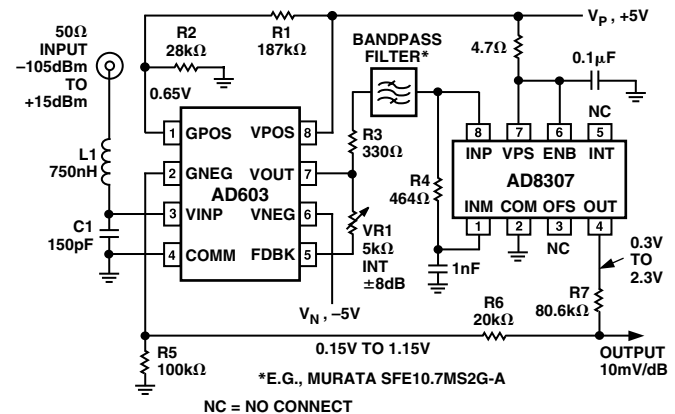 50Ω
INPUT
–105dBm
TO
+15dBm
R2
28kΩ
R1
187kΩ
VP , +5V
0.65V
BANDPASS
FILTER*
4.7Ω
0.1μF
NC
L1
750nH
C1
150pF
1 GPOS VPOS 8
2 GNEG VOUT 7
AD603
3 VINP VNEG 6
4 COMM FDBK 5
R3
330Ω
R4
464Ω
VR1
5kΩ
INT
±8dB
8 7 6 5
INP VPS ENB INT
AD8307
INM COM OFS OUT
1 2 3 4
NC
1nF
0.3V
TO
2.3V
VN , –5V
R7
80.6kΩ
R6
20kΩ
R5
100kΩ
0.15V TO 1.15V
OUTPUT
10mV/dB
*E.G., MURATA SFE10.7MS2G-A
NC = NO CONNECT